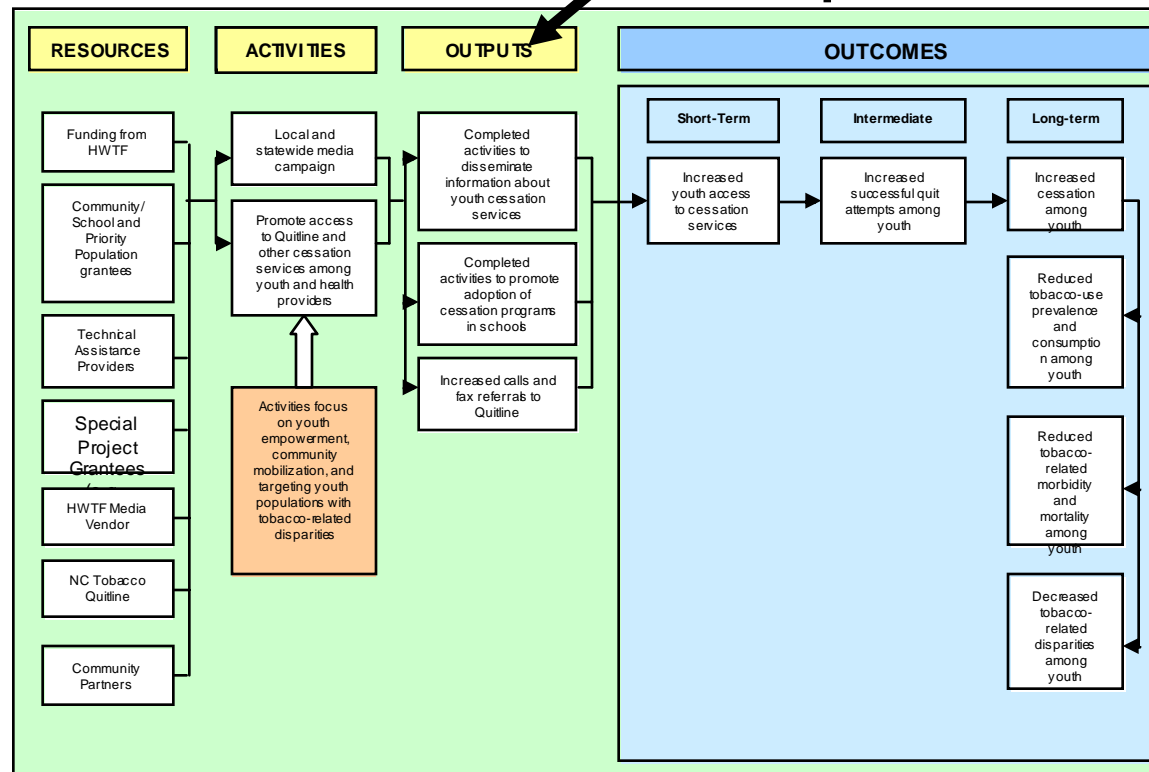 RESOURCES
ACTIVITIES
OUTPUTS
OUTCOMES
Funding from
HWTF
Community/
School and
Priority
Population
grantees
Technical
Assistance
Providers
Special
Project
Grantees
HWTF Media
Vendor
NC Tobacco
Quitline
Community
Partners
Local and
statewide media
campaign
Promote access
to Quitline and
other cessation
services among
youth and health
providers
Activities focus
on youth
empowerment,
community
mobilization, and
targeting youth
populations with
tobacco-related
disparities
Completed
activities to
disseminate
information about
youth cessation
services
Completed
activities to promote
adoption of
cessation programs
in schools
Increased calls and
fax referrals to
Quitline
Short-Term
Increased
youth access
to cessation
services
Intermediate
Increased
successful quit
attempts among
youth
Long-term
Increased
cessation
among
youth
Reduced
tobacco-use
prevalence
and
consumptio
n among
youth
Reduced
tobacco-
related
morbidity
and
mortality
among
youth
Decreased
tobacco-
related
disparities
among
youth